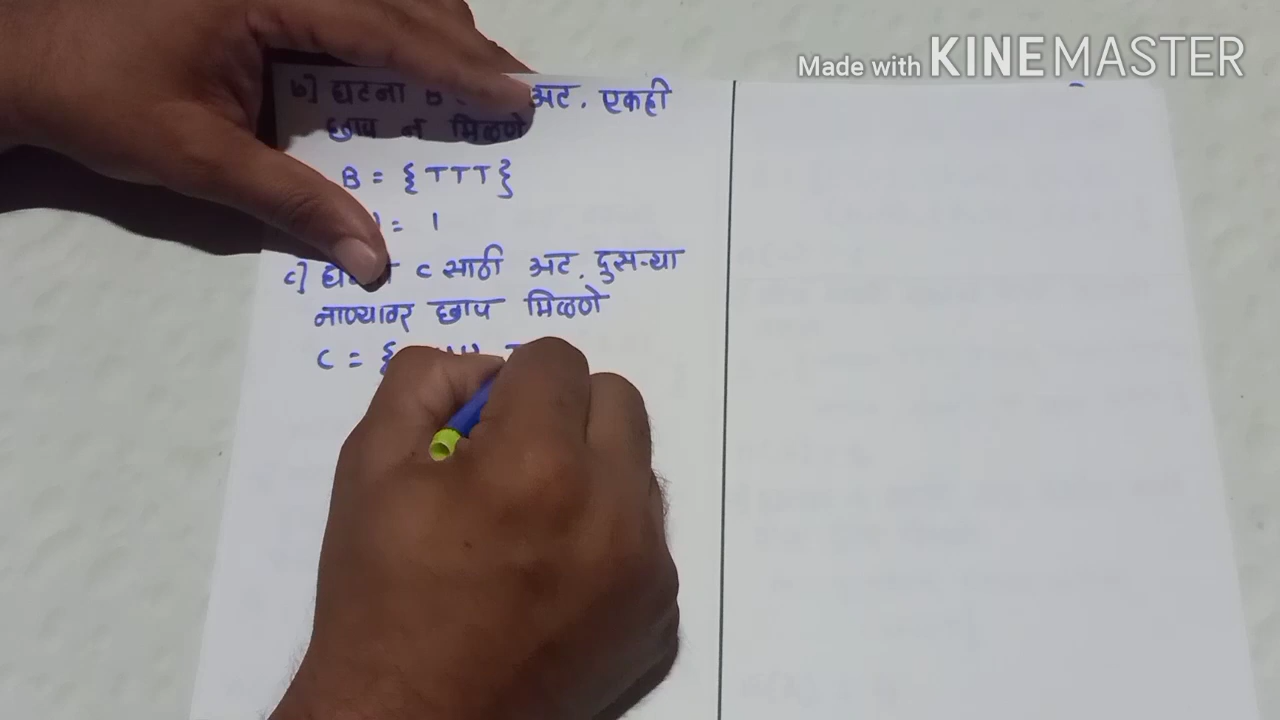 Made with KINEMASTER
b] घटना B अट. एकही
छाप न मिळणे
B = {TTT}
= 1
c] C साठी अट. दुसऱ्या
नाण्यावर छाप मिळणे
C = {